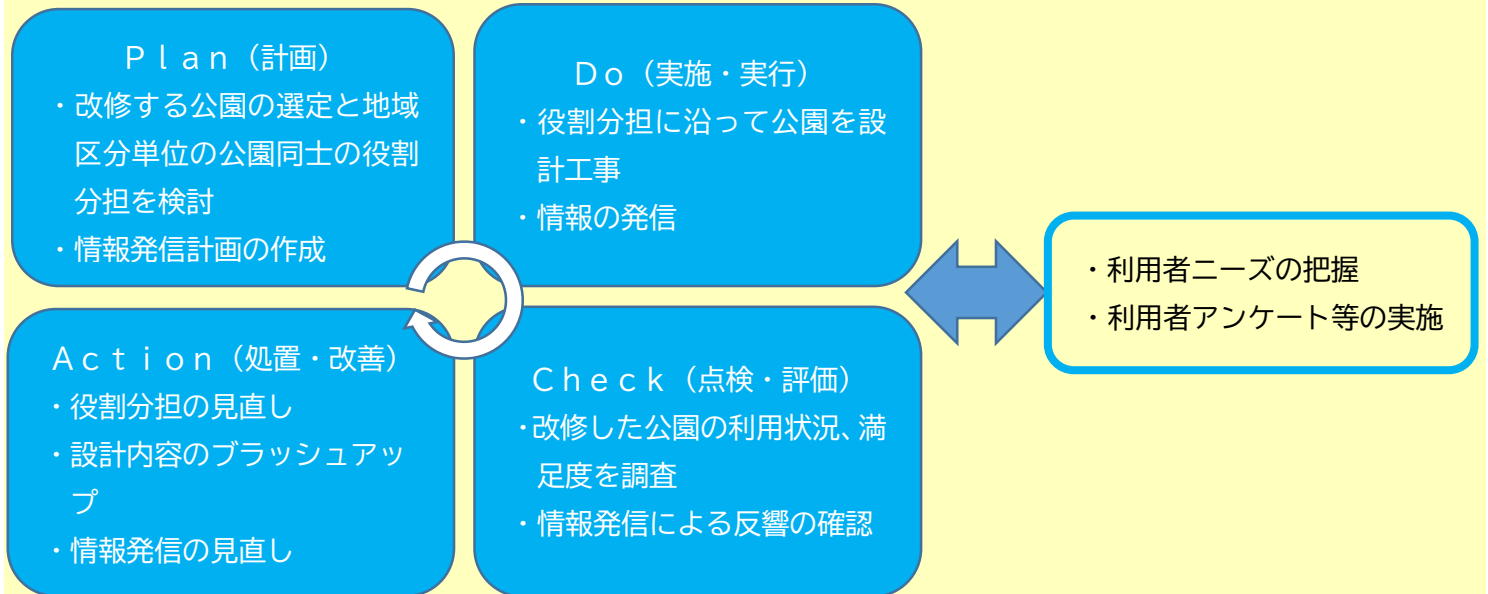 Ｐｌａｎ（計画）
・改修する公園の選定と地域
区分単位の公園同士の役割
分担を検討
・情報発信計画の作成
Ｄｏ（実施・実行）
・役割分担に沿って公園を設
計工事
・情報の発信
Ａｃｔｉｏｎ（処置・改善）
・役割分担の見直し
・設計内容のブラッシュアッ
プ
・情報発信の見直し
Ｃｈｅｃｋ（点検・評価）
・改修した公園の利用状況、満
足度を調査
・情報発信による反響の確認
・利用者ニーズの把握
・利用者アンケート等の実施